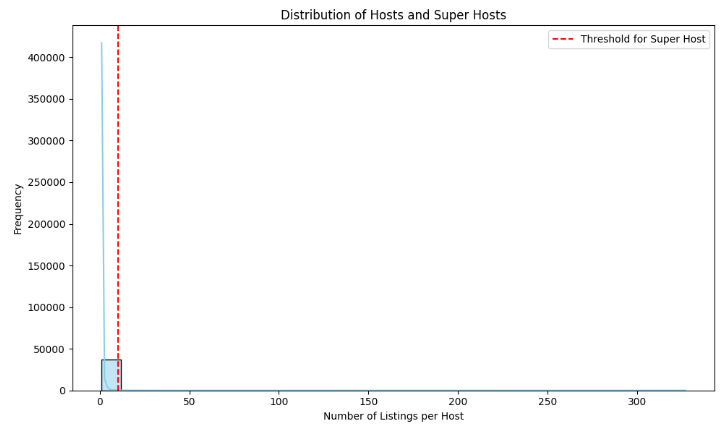 Distribution of Hosts and Super Hosts
Threshold for Super Host
400000
350000
300000
250000
200000
150000
100000
50000
0
Frequency
0 50 100 150 200 250 300
Number of Listings per Host